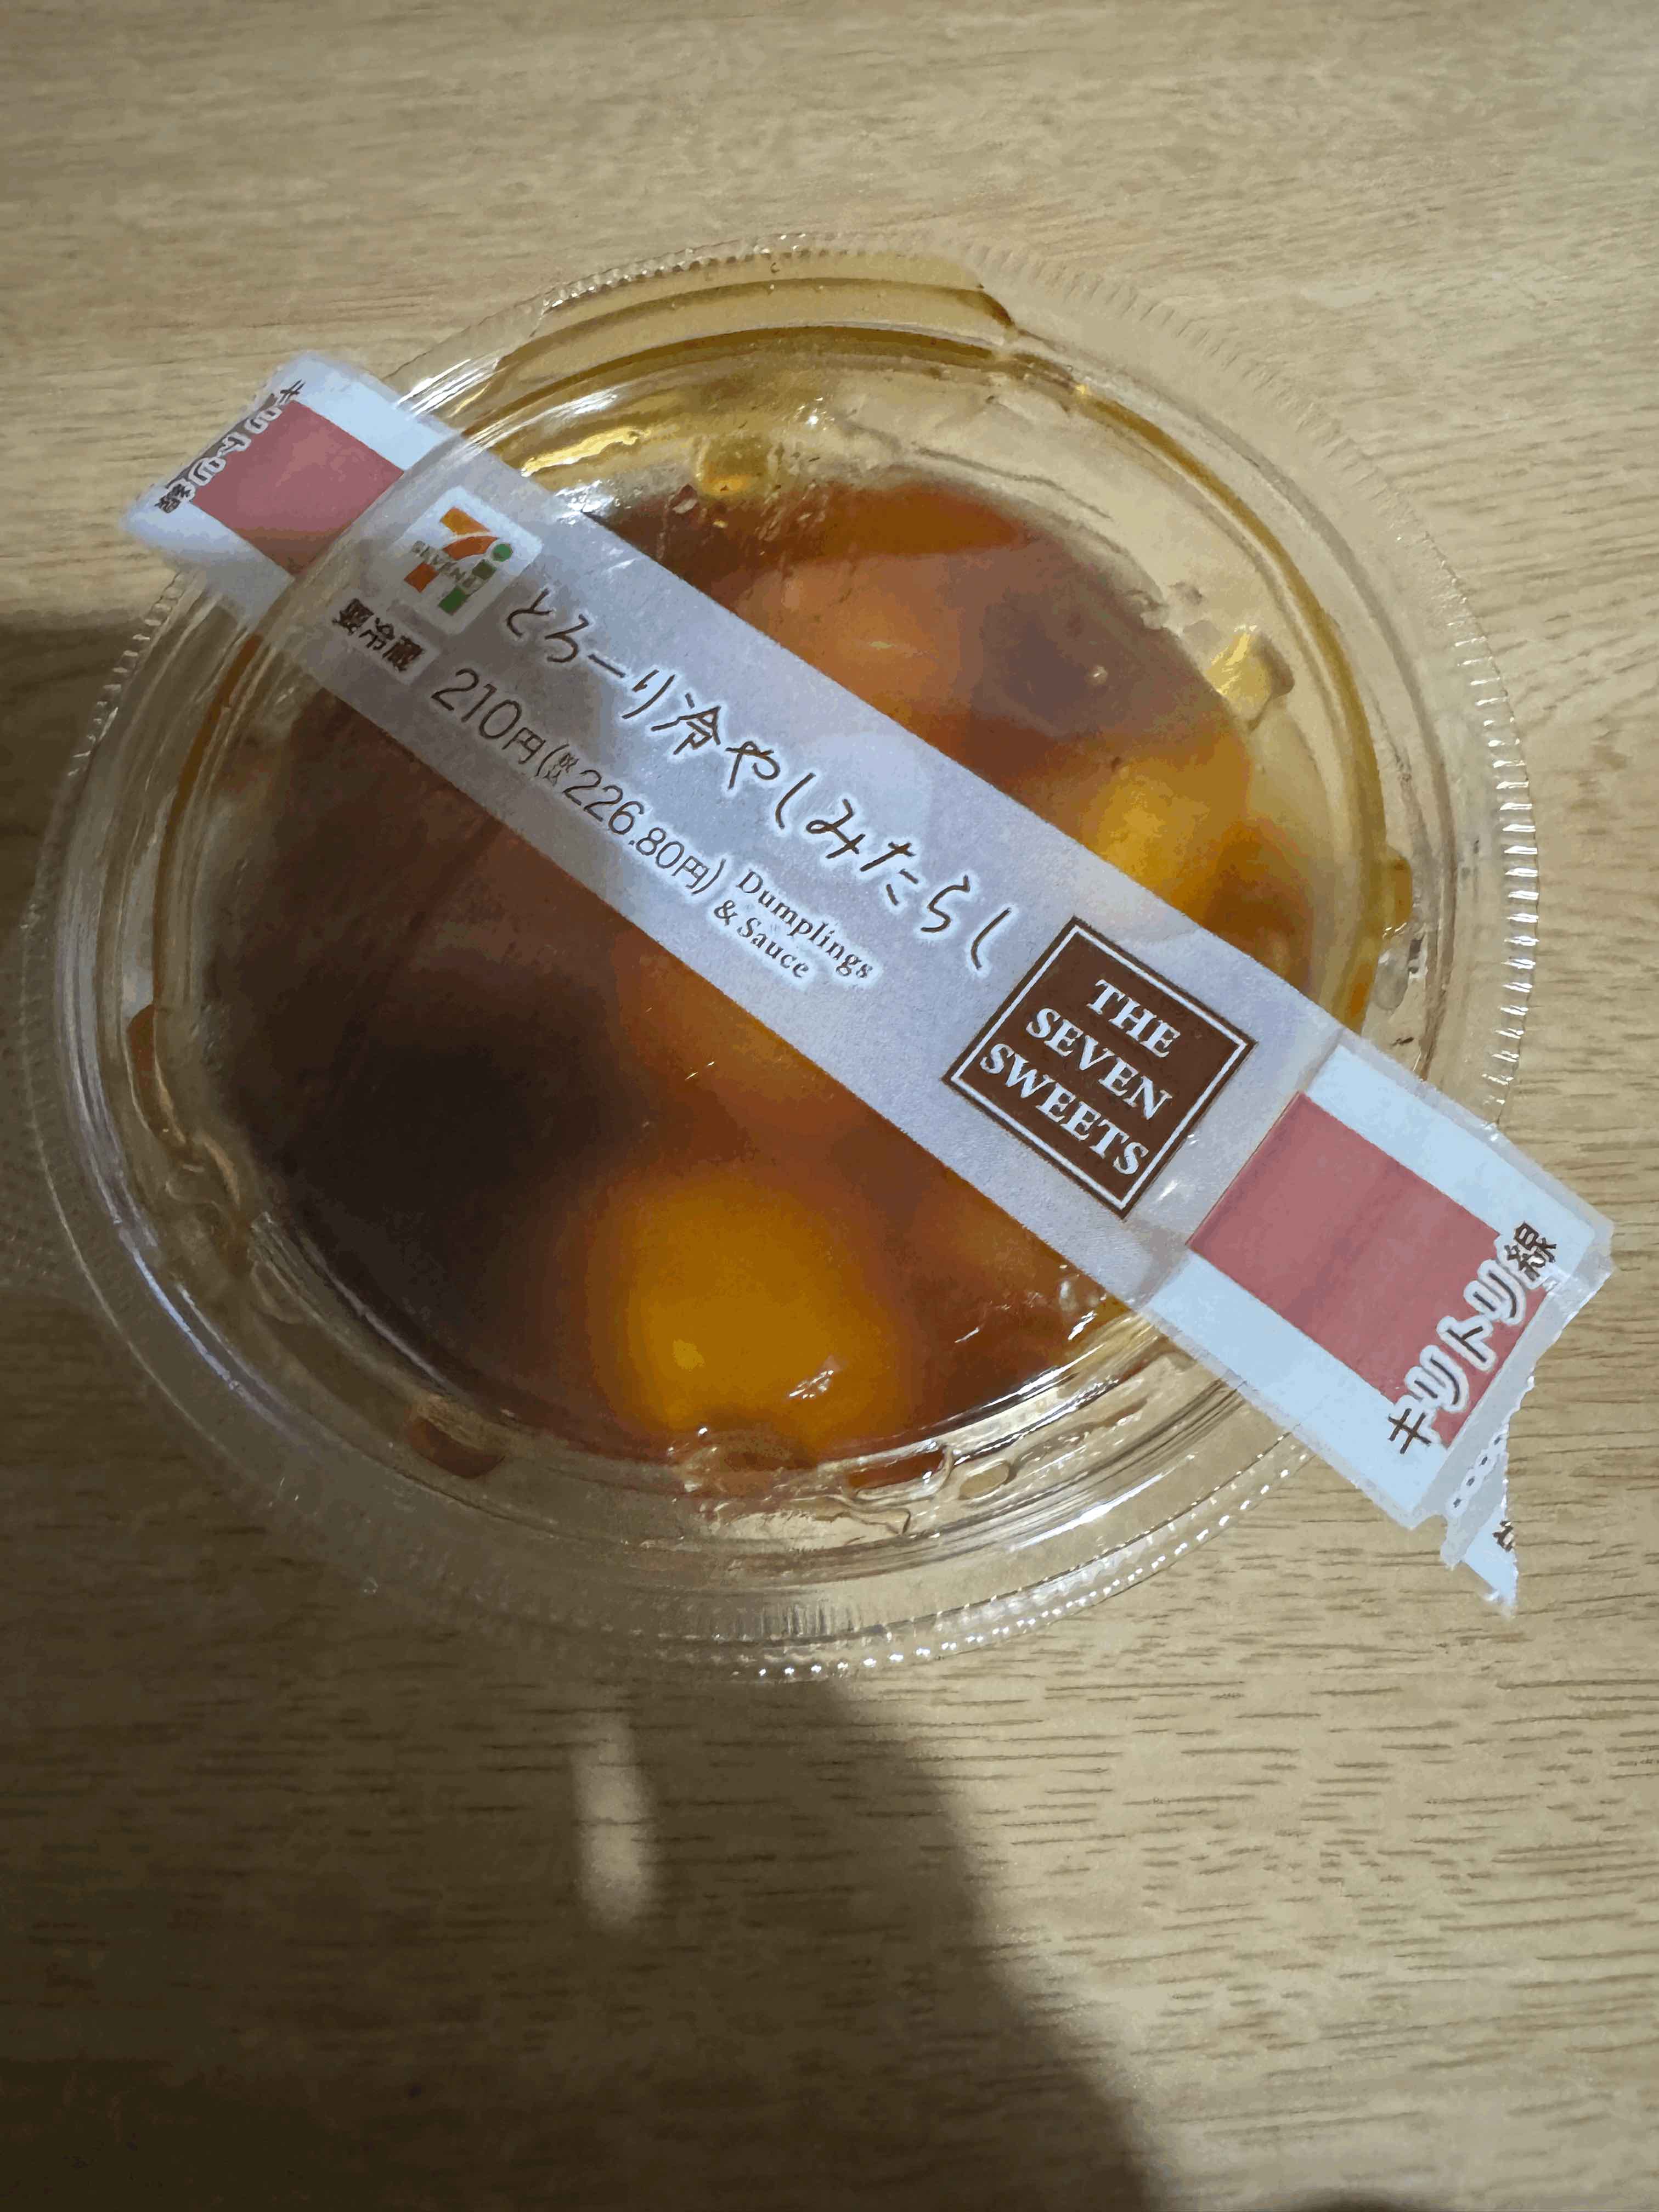 キリトリ線
7
とろーり冷やしみたらし
要冷蔵
210円(税込226.80円)
Dumplings
& Sauce
THE
SEVEN
SWEETS
キリトリ線